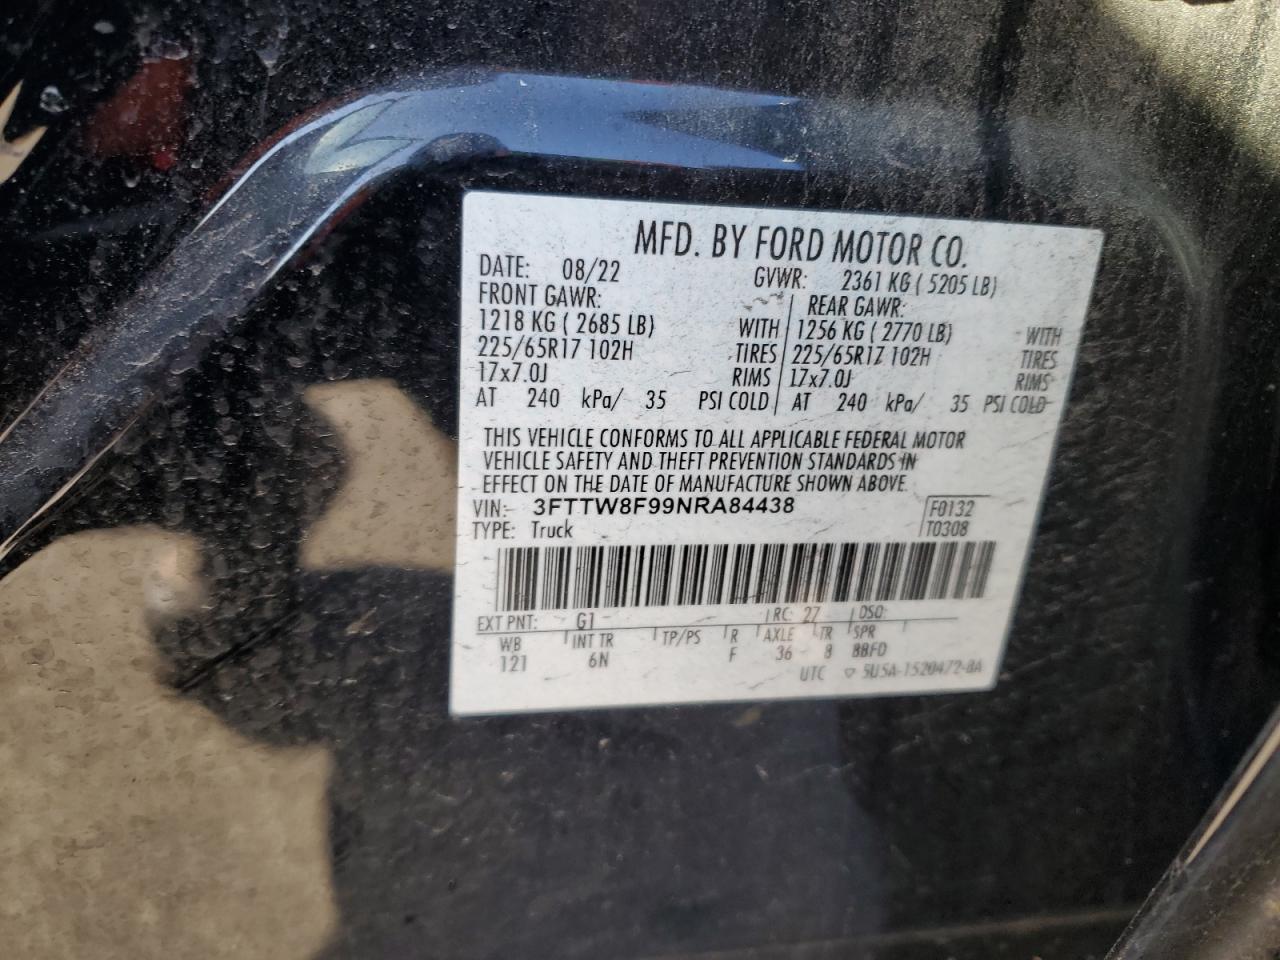 MFD. BY FORD MOTOR CO.
DATE: 08/22 GVWR: 2361 KG ( 5205 LB)
FRONT GAWR: REAR GAWR:
1218 KG ( 2685 LB) WITH 1256 KG ( 2770 LB) WITH
225/65R17 102H TIRES 225/65R17 102H TIRES
17x7.0J RIMS 17x7.0J RIMS
AT 240 kPa/ 35 PSI COLD AT 240 kPa/ 35 PSI COLD
THIS VEHICLE CONFORMS TO ALL APPLICABLE FEDERAL MOTOR
VEHICLE SAFETY AND THEFT PREVENTION STANDARDS IN
EFFECT ON THE DATE OF MANUFACTURE SHOWN ABOVE.
VIN: 3FTTW8F99NRA84438 F0132
TYPE: Truck T0308
EXT PNT: G1 RC: 27 DSO:
WB INT TR TP/PS R AXLE TR SPR
121 6N F 36 8 BBFD
UTC ▽ 5U5A-1520472-BA